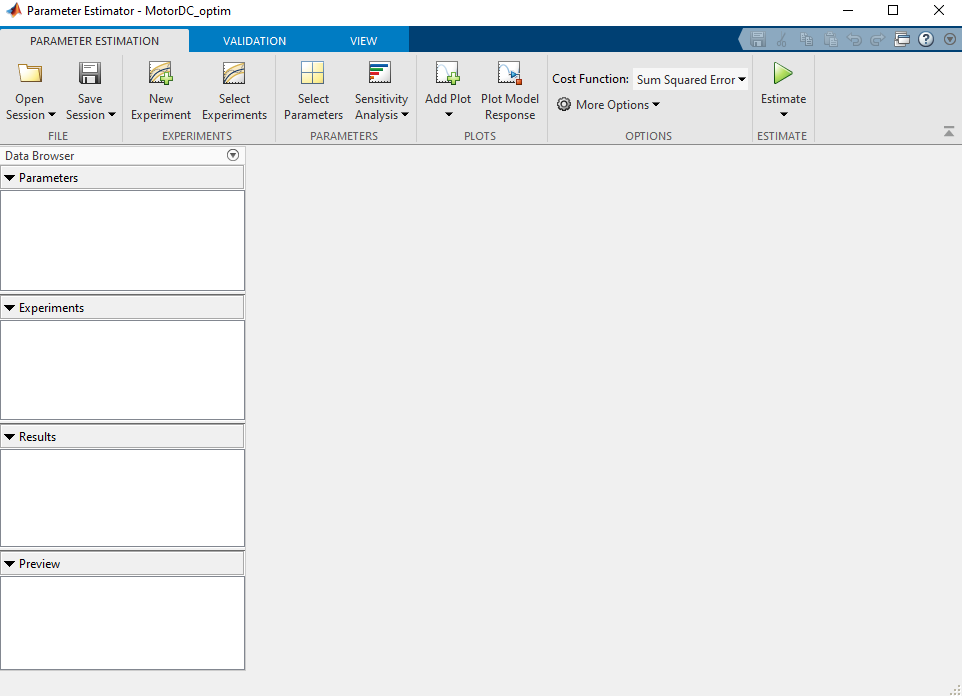 Parameter Estimator - MotorDC_optim
PARAMETER ESTIMATION VALIDATION VIEW
Open Session
Save Session
New Experiment
Select Experiments
Select Parameters
Sensitivity Analysis
Add Plot
Plot Model Response
Cost Function: Sum Squared Error
More Options
Estimate
FILE EXPERIMENTS PARAMETERS PLOTS OPTIONS ESTIMATE
Data Browser
Parameters
Experiments
Results
Preview